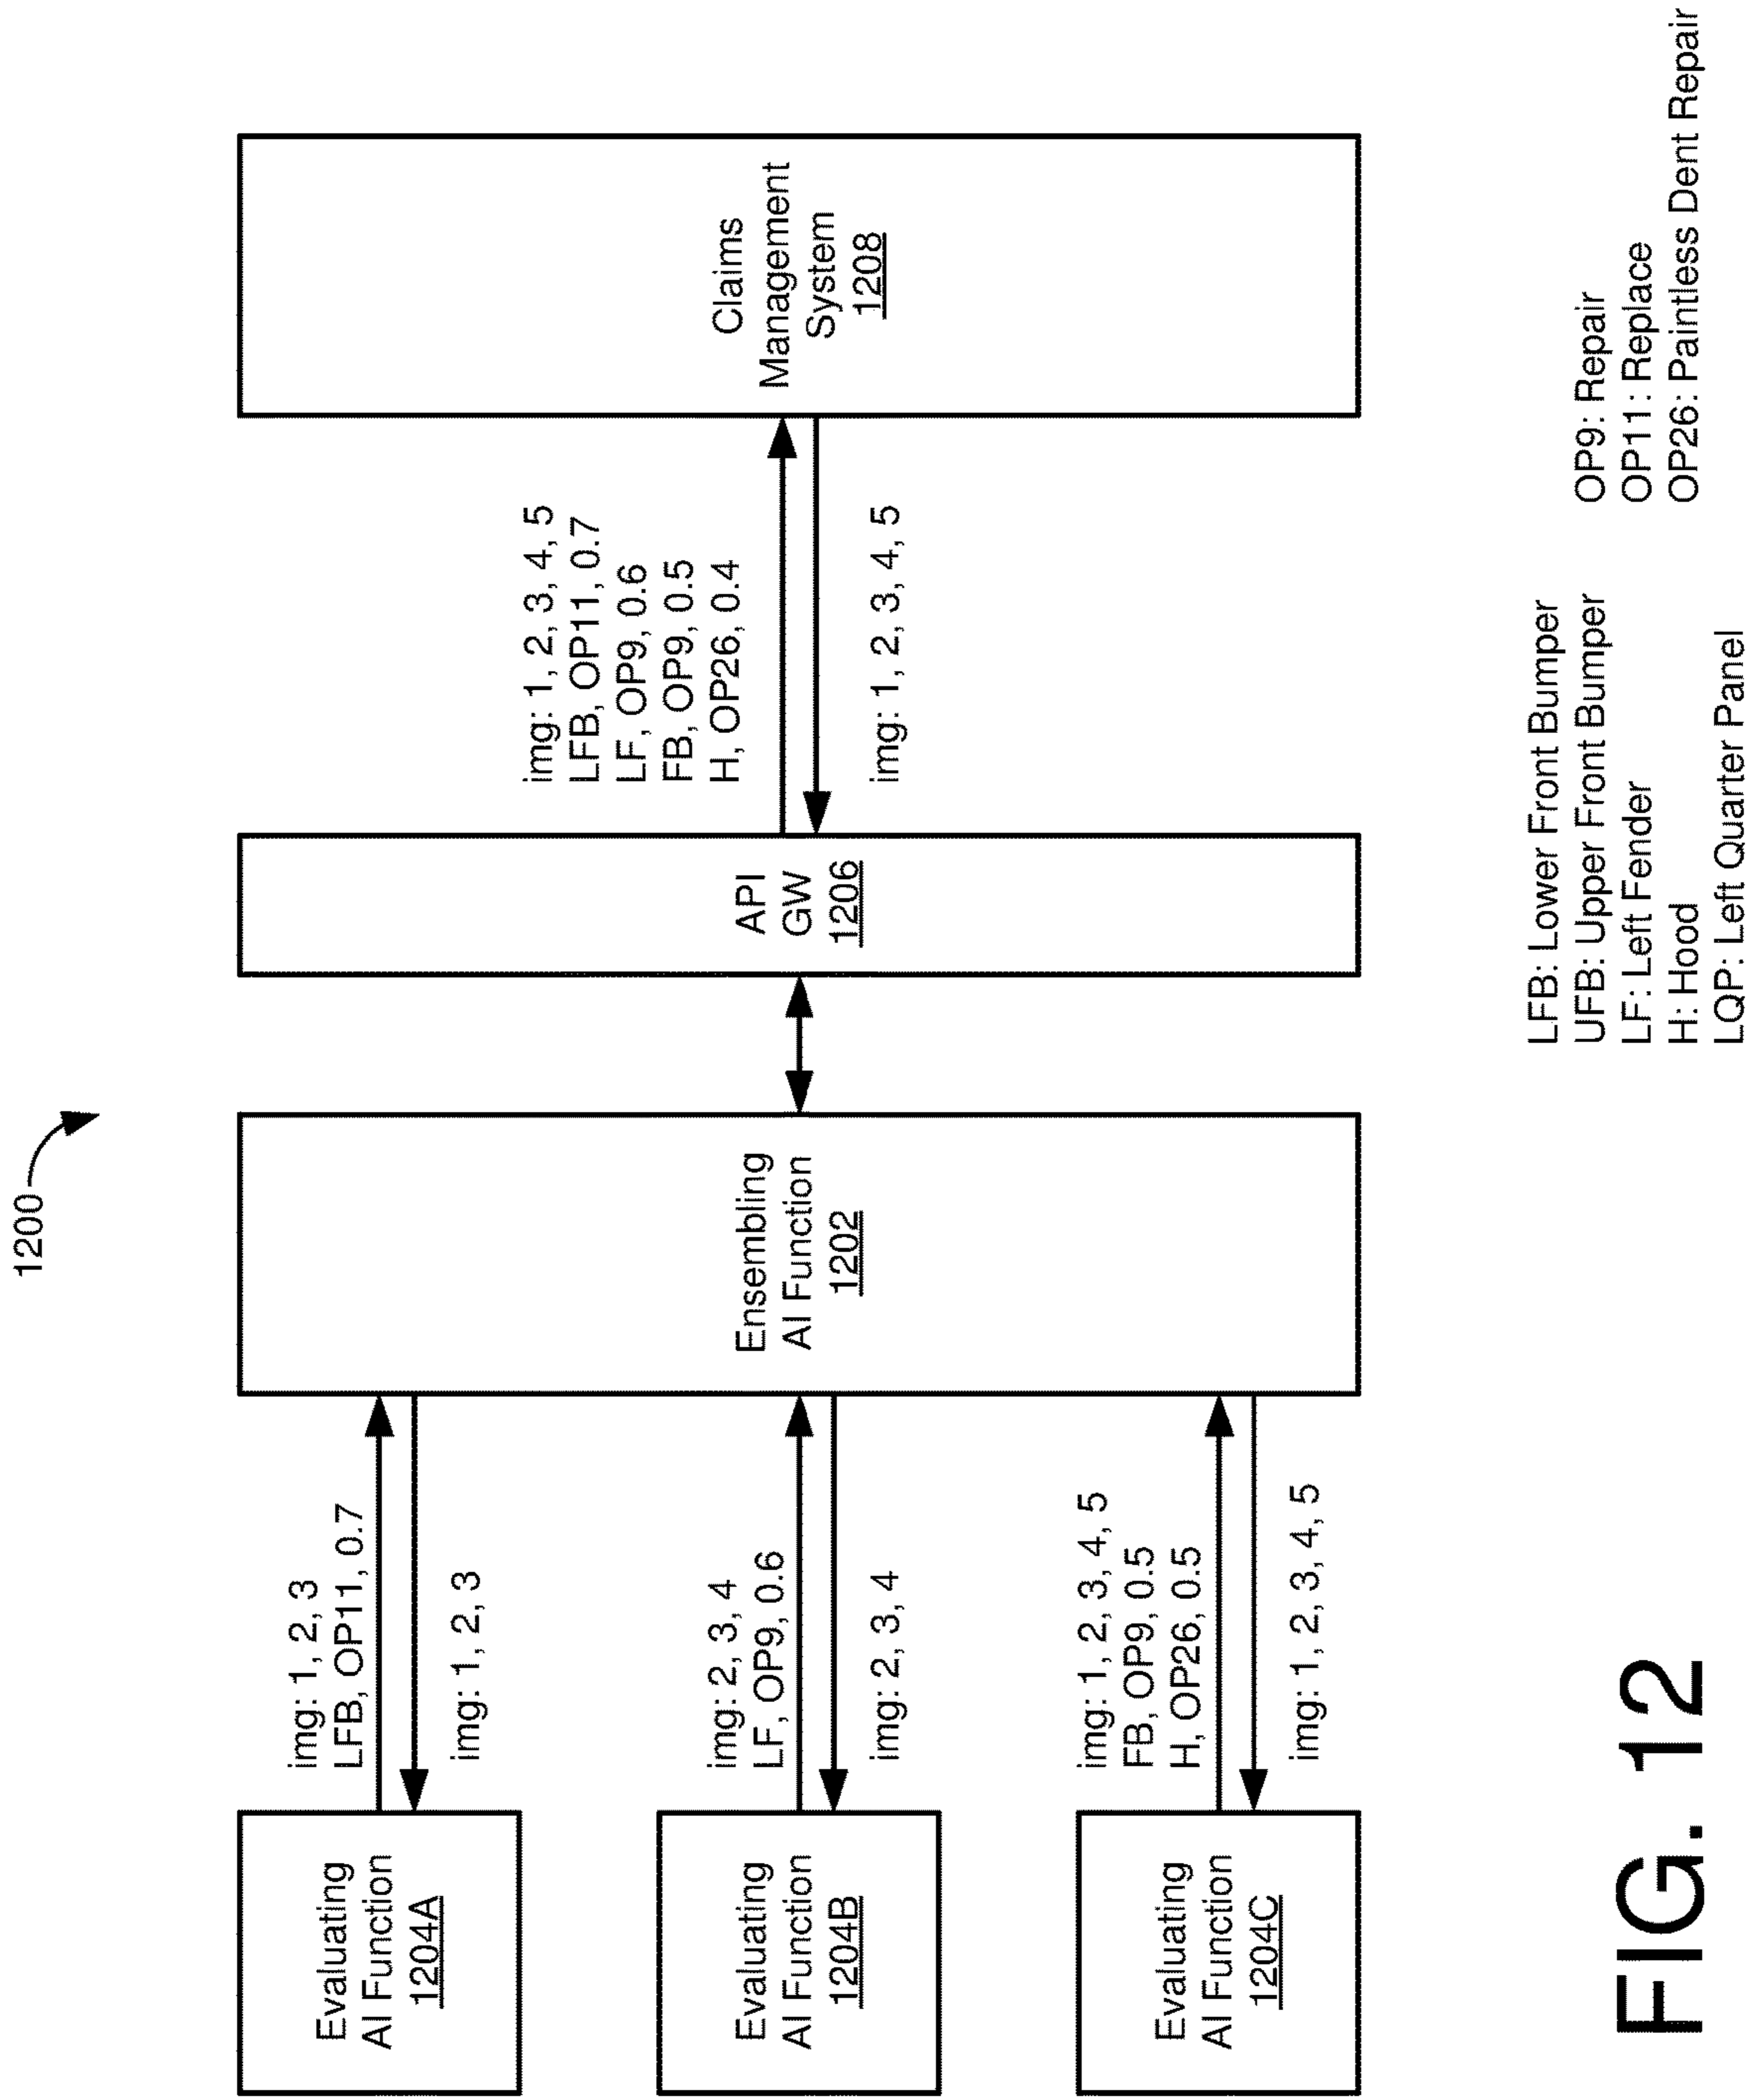 1200
Evaluating
AI Function
1204A
img: 1, 2, 3
LFB, OP11, 0.7
img: 1, 2, 3
Evaluating
AI Function
1204B
img: 2, 3, 4
LF, OP9, 0.6
img: 2, 3, 4
Evaluating
AI Function
1204C
img: 1, 2, 3, 4, 5
FB, OP9, 0.5
H, OP26, 0.5
img: 1, 2, 3, 4, 5
Ensembling
AI Function
1202
API
GW
1206
img: 1, 2, 3, 4, 5
LFB, OP11, 0.7
LF, OP9, 0.6
FB, OP9, 0.5
H, OP26, 0.4
img: 1, 2, 3, 4, 5
Claims
Management
System
1208
LFB: Lower Front Bumper
UFB: Upper Front Bumper
LF: Left Fender
H: Hood
LQP: Left Quarter Panel
OP9: Repair
OP11: Replace
OP26: Paintless Dent Repair
FIG. 12